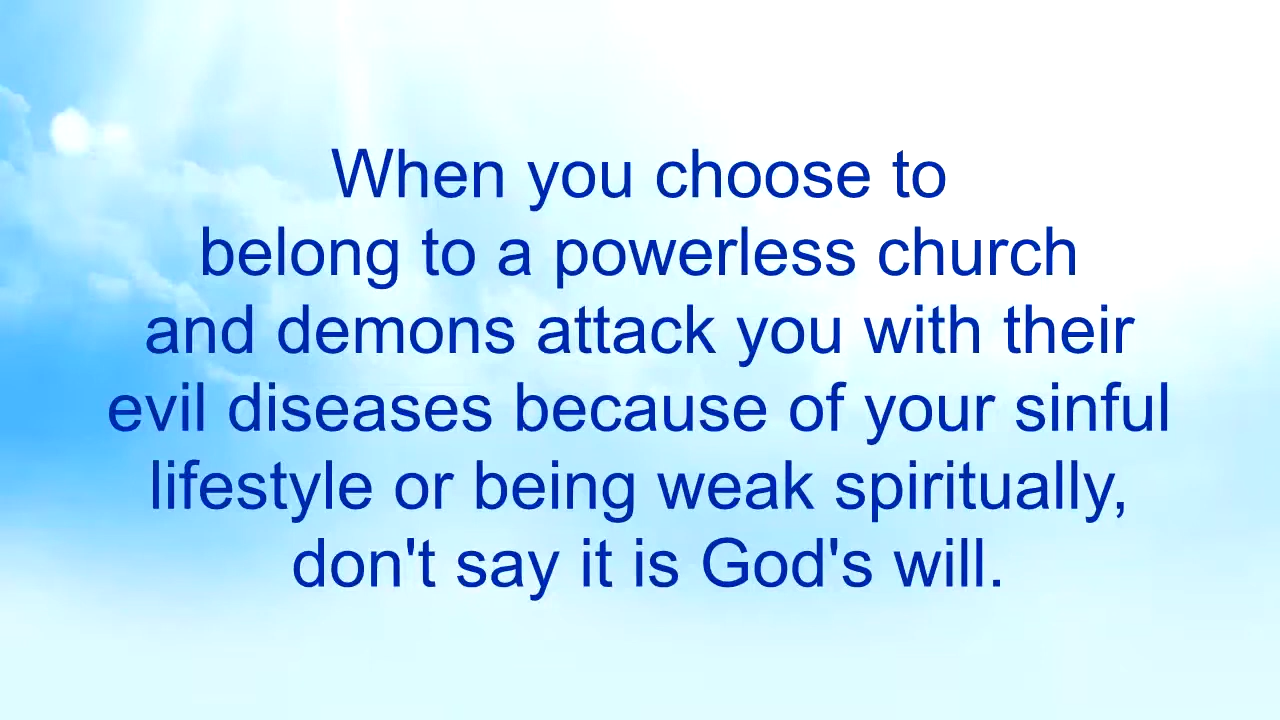 When you choose to
belong to a powerless church
and demons attack you with their
evil diseases because of your sinful
lifestyle or being weak spiritually,
don't say it is God's will.